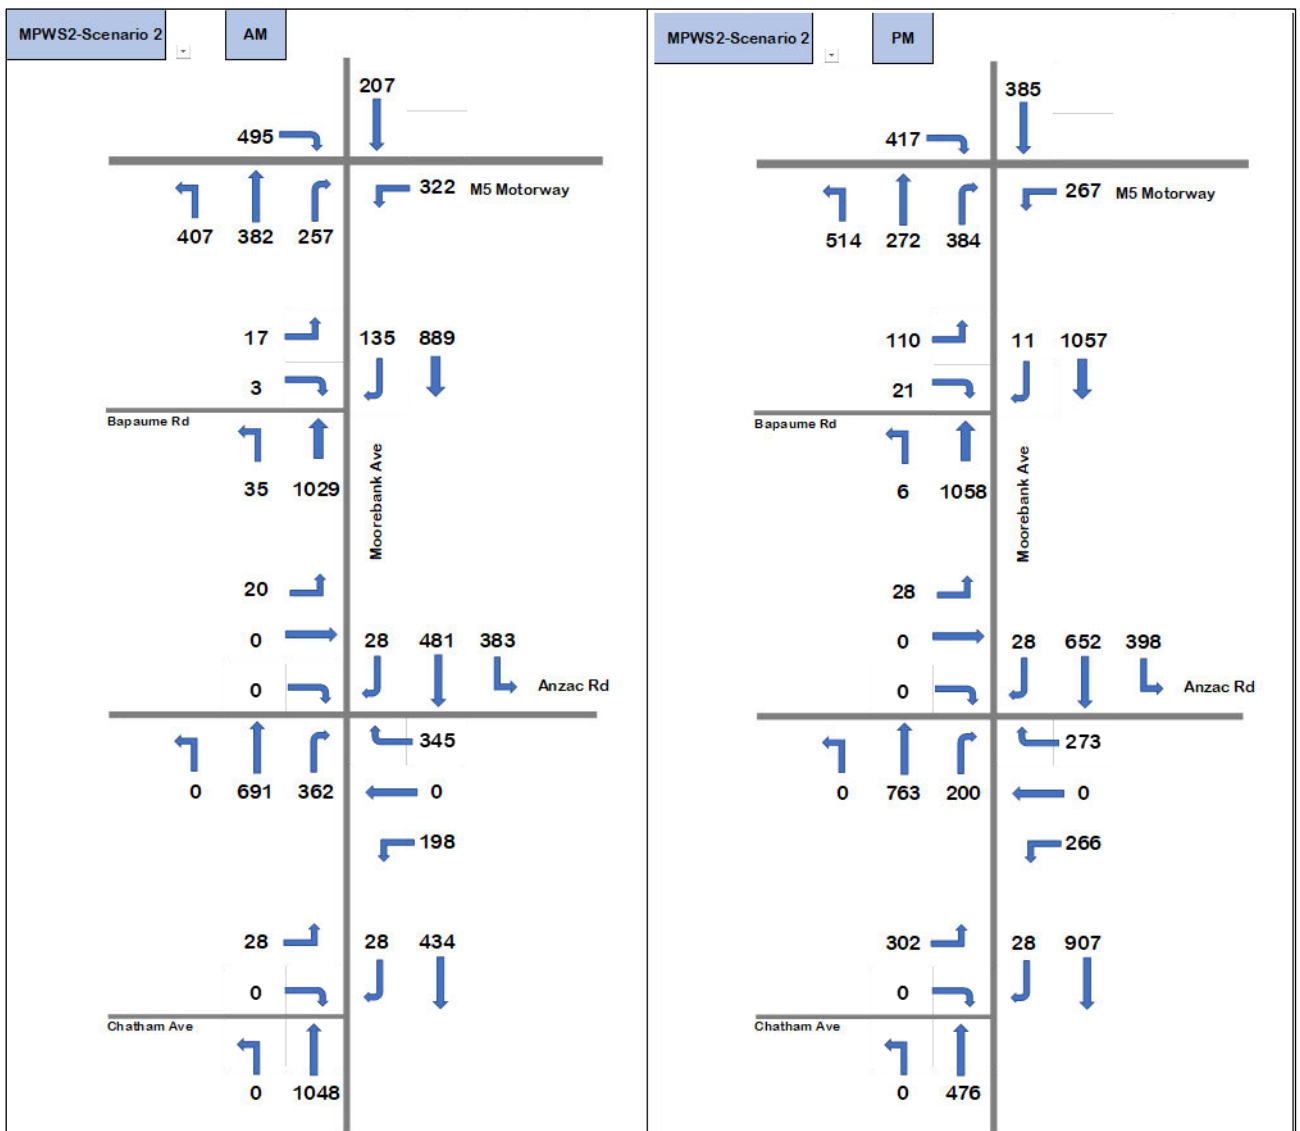 MPWS2-Scenario 2 AM
207
495
322 M5 Motorway
407 382 257
17 135 889
3
Bapaume Rd
35 1029
Moorebank Ave
20
0 28 481 383
0 Anzac Rd
345
0 691 362 0
198
28 28 434
0
Chatham Ave
0 1048
MPWS2-Scenario 2 PM
385
417
267 M5 Motorway
514 272 384
110 11 1057
21
Bapaume Rd
6 1058
Moorebank Ave
28
0 28 652 398
0 Anzac Rd
273
0 763 200 0
266
302 28 907
0
Chatham Ave
0 476